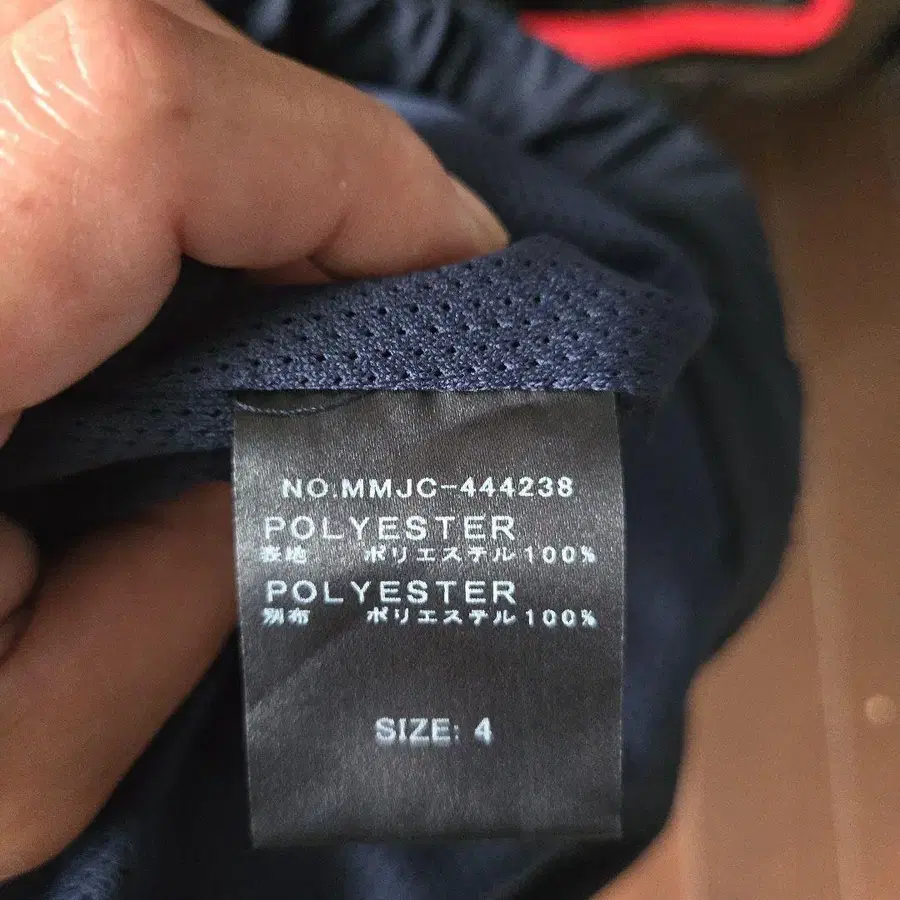 NO.MMJC-444238
POLYESTER
表地 ポリエステル100%
POLYESTER
別布 ポリエステル100%
SIZE: 4